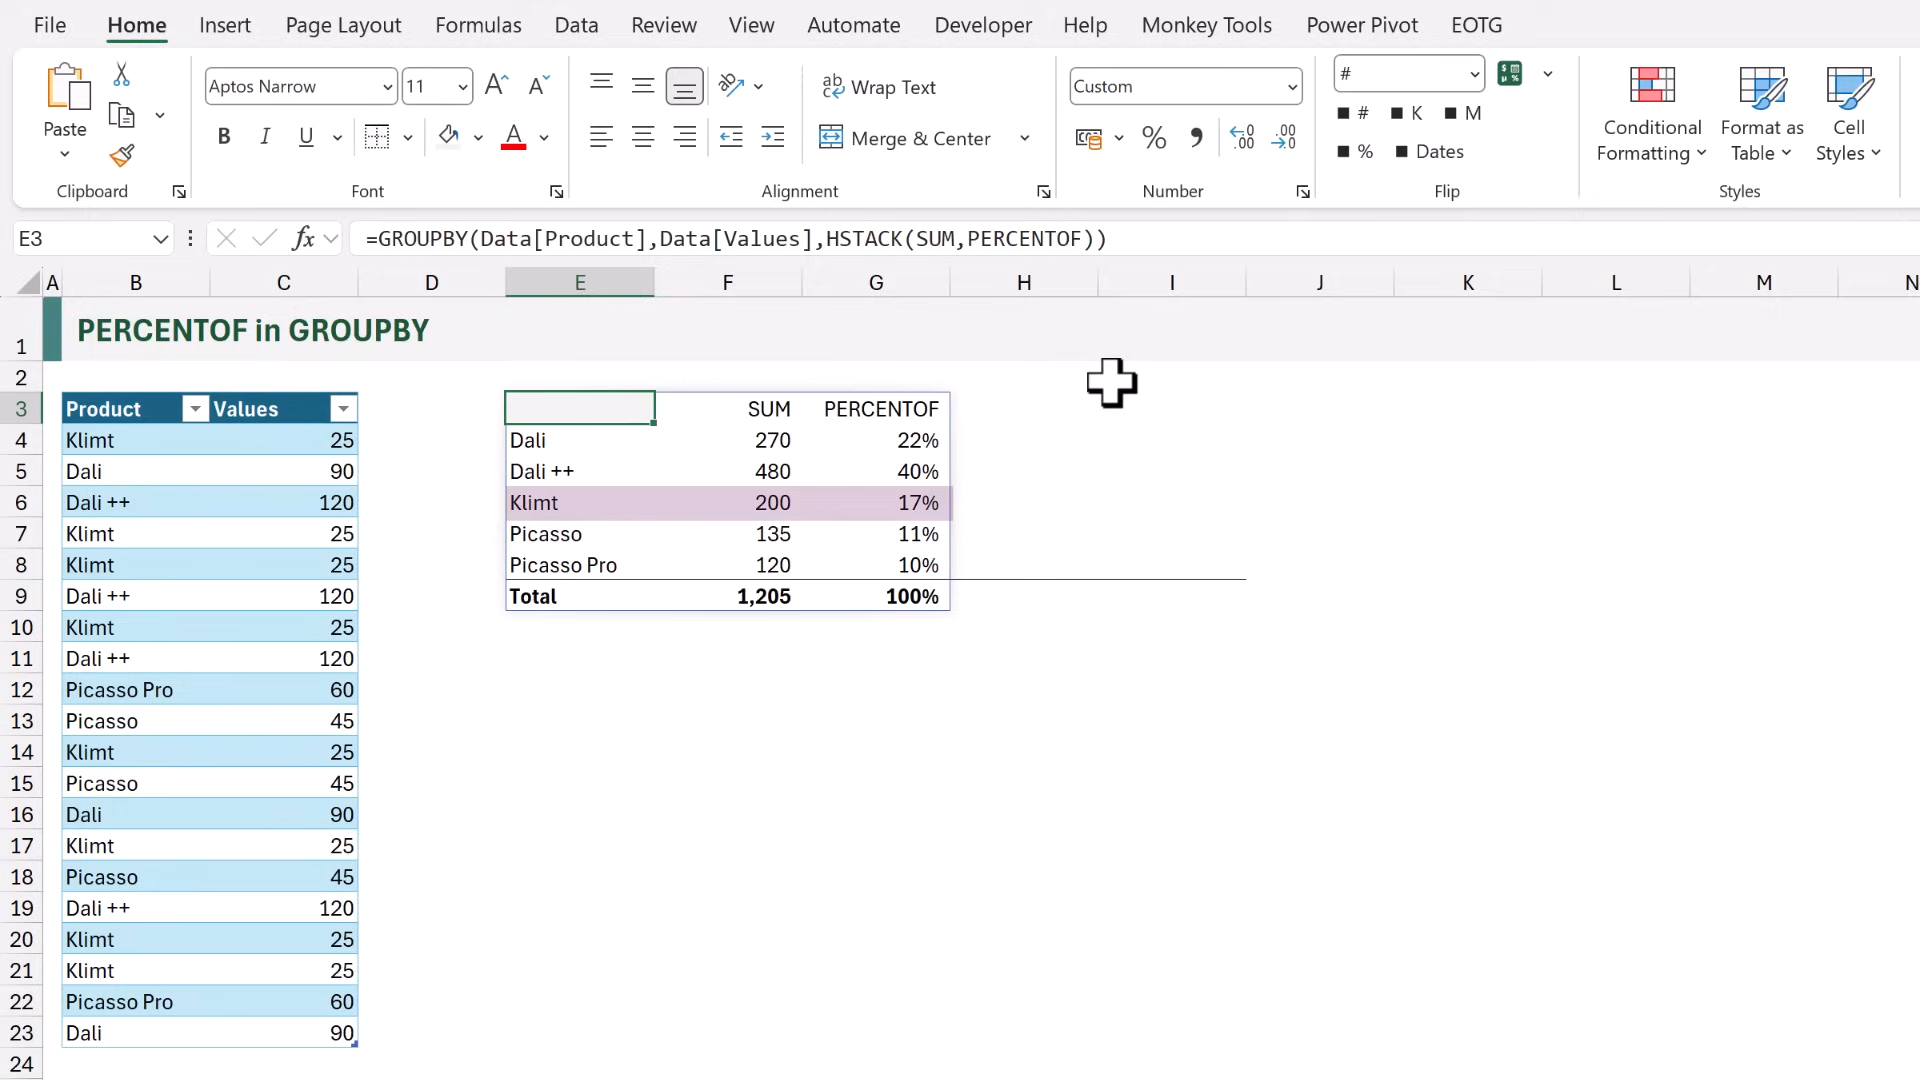 File Home Insert Page Layout Formulas Data Review View Automate Developer Help Monkey Tools Power Pivot EOTG
Paste
Clipboard
Aptos Narrow 11
B I U A
Font
ab Wrap Text
Merge & Center
Alignment
Custom
% 9
Number
#
# K M
% Dates
Flip
Conditional Formatting
Format as Table
Cell Styles
Styles
E3 fx =GROUPBY(Data[Product],Data[Values],HSTACK(SUM,PERCENTOF))
A B C D E F G H I J K L M N
1 PERCENTOF in GROUPBY
2
3 Product Values SUM PERCENTOF
4 Klimt 25 Dali 270 22%
5 Dali 90 Dali ++ 480 40%
6 Dali ++ 120 Klimt 200 17%
7 Klimt 25 Picasso 135 11%
8 Klimt 25 Picasso Pro 120 10%
9 Dali ++ 120 Total 1,205 100%
10 Klimt 25
11 Dali ++ 120
12 Picasso Pro 60
13 Picasso 45
14 Klimt 25
15 Picasso 45
16 Dali 90
17 Klimt 25
18 Picasso 45
19 Dali ++ 120
20 Klimt 25
21 Klimt 25
22 Picasso Pro 60
23 Dali 90
24